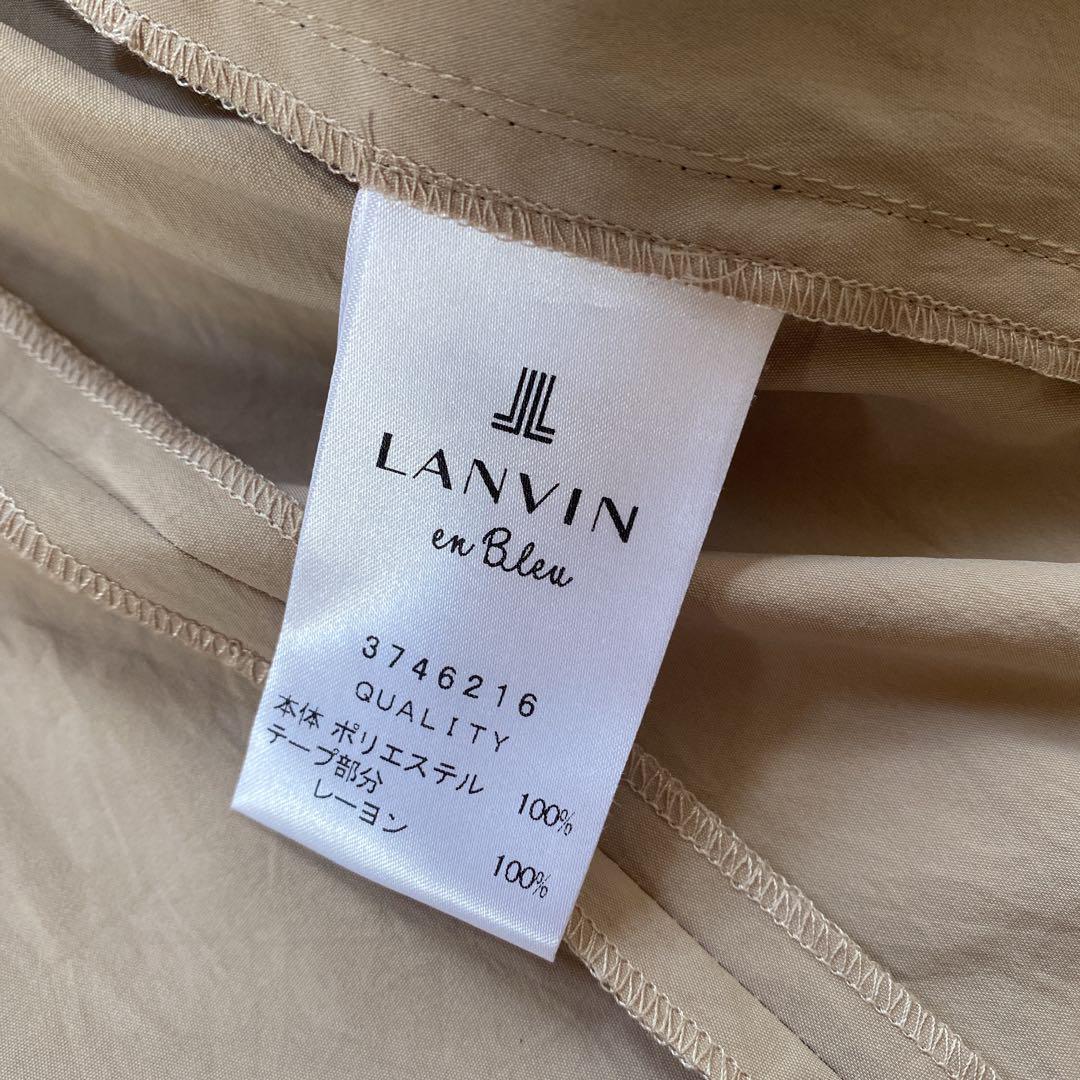 LANVIN
en Bleu
3746216
QUALITY
本体 ポリエステル 100%
テープ部分
レーヨン 100%